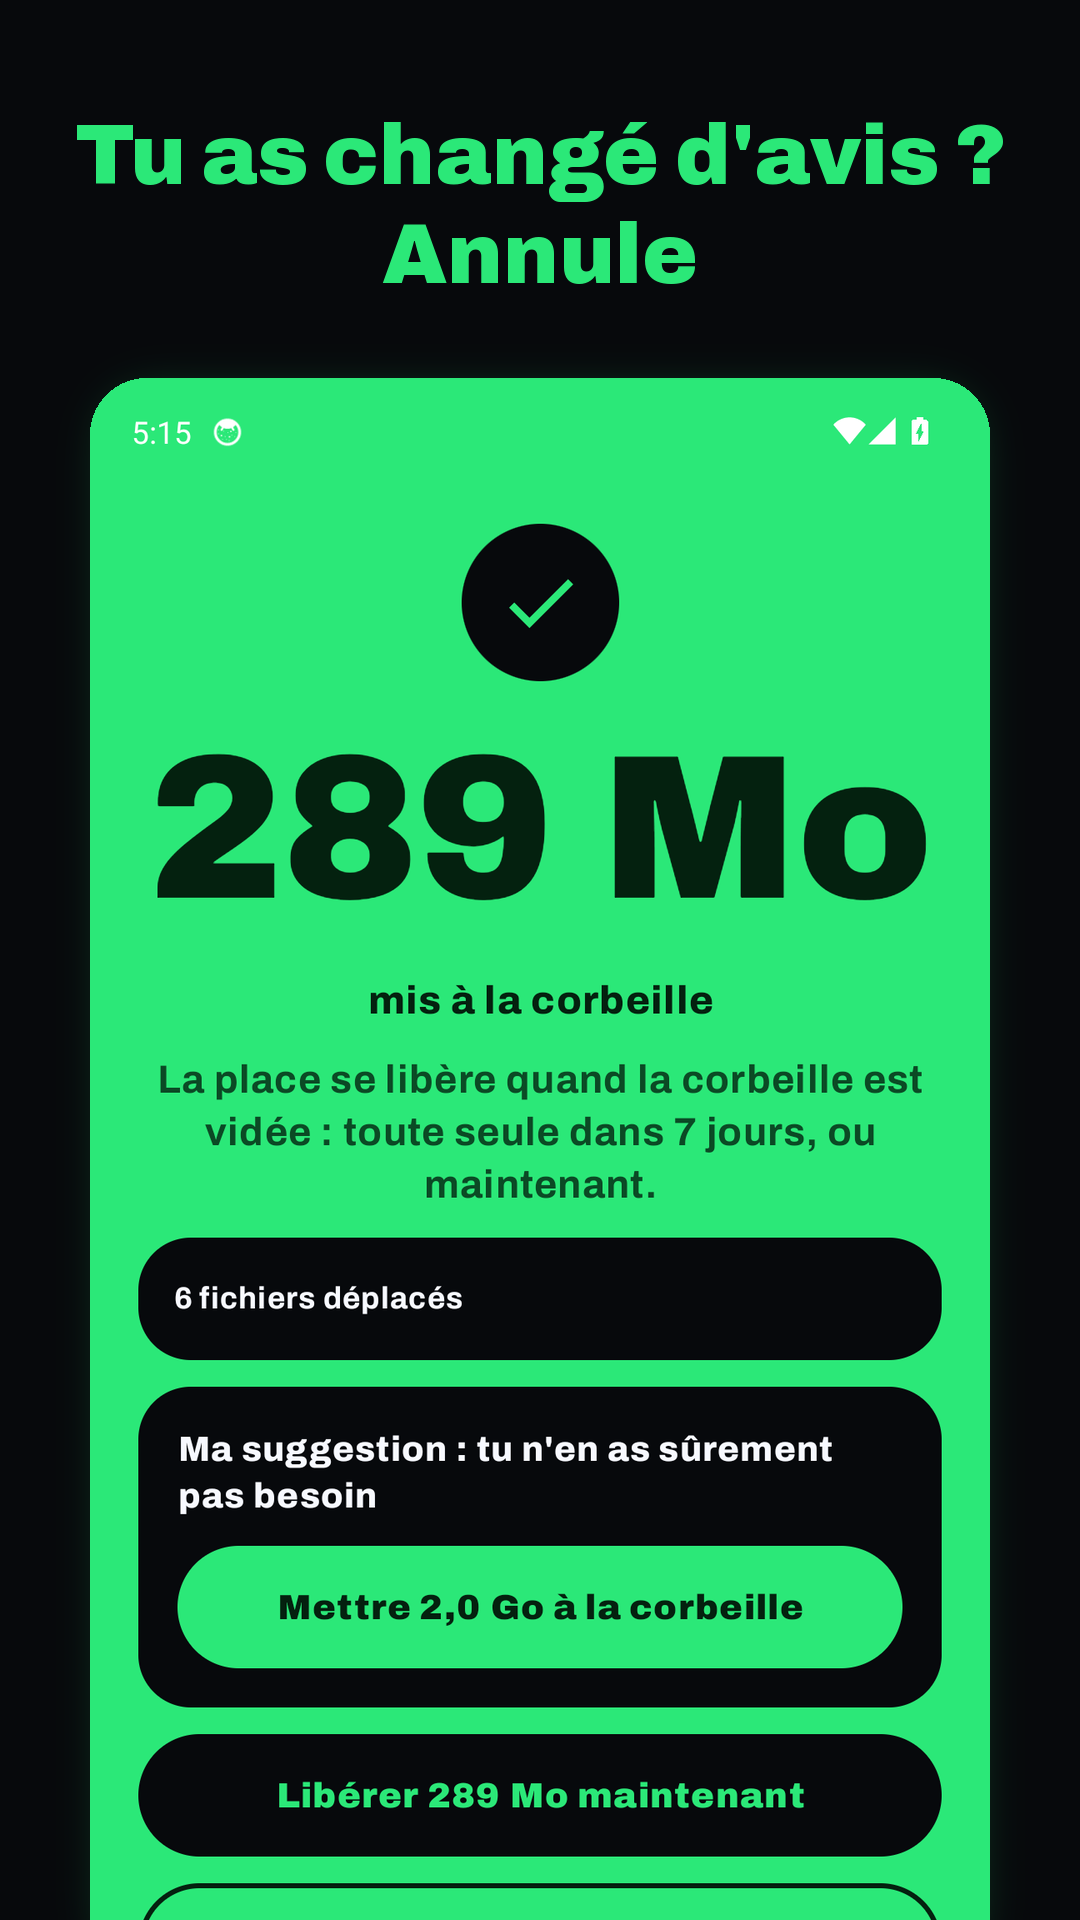 Tu as changé d'avis ?
Annule
5:15
289 Mo
mis à la corbeille
La place se libère quand la corbeille est
vidée : toute seule dans 7 jours, ou
maintenant.
6 fichiers déplacés
Ma suggestion : tu n'en as sûrement
pas besoin
Mettre 2,0 Go à la corbeille
Libérer 289 Mo maintenant